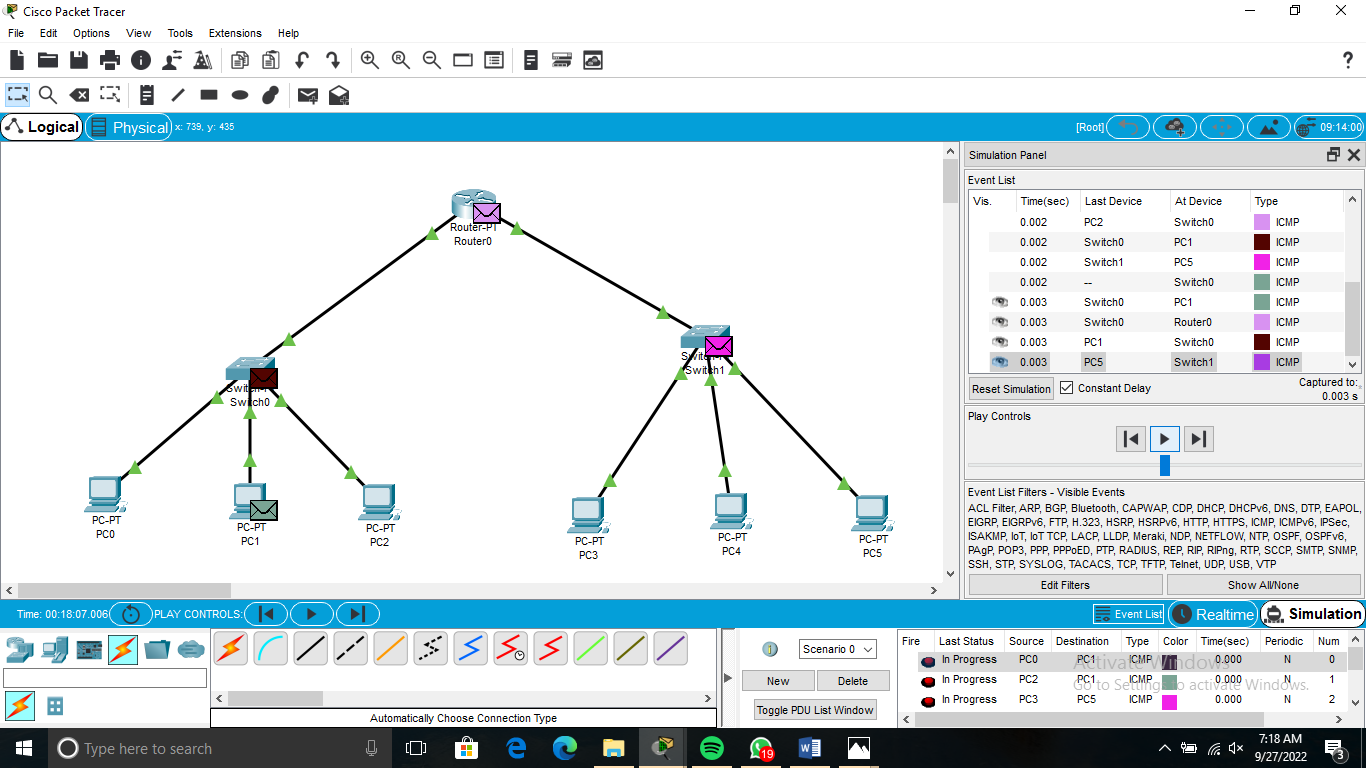 Cisco Packet Tracer
File Edit Options View Tools Extensions Help
?
Logical Physical x: 739, y: 435 [Root] 09:14:00
Router-PT
Router0
Switch0
Switch1
PC-PT
PC0
PC-PT
PC1
PC-PT
PC2
PC-PT
PC3
PC-PT
PC4
PC-PT
PC5
Simulation Panel
Event List
Vis. Time(sec) Last Device At Device Type
0.002 PC2 Switch0 ICMP
0.002 Switch0 PC1 ICMP
0.002 Switch1 PC5 ICMP
0.002 -- Switch0 ICMP
0.003 Switch0 PC1 ICMP
0.003 Switch0 Router0 ICMP
0.003 PC1 Switch0 ICMP
0.003 PC5 Switch1 ICMP
Reset Simulation Constant Delay Captured to:
0.003 s
Play Controls
Event List Filters - Visible Events
ACL Filter, ARP, BGP, Bluetooth, CAPWAP, CDP, DHCP, DHCPv6, DNS, DTP, EAPOL,
EIGRP, EIGRPv6, FTP, H.323, HSRP, HSRPv6, HTTP, HTTPS, ICMP, ICMPv6, IPSec,
ISAKMP, IoT, IoT TCP, LACP, LLDP, Meraki, NDP, NETFLOW, NTP, OSPF, OSPFv6,
PAgP, POP3, PPP, PPPoED, PTP, RADIUS, REP, RIP, RIPng, RTP, SCCP, SMTP, SNMP,
SSH, STP, SYSLOG, TACACS, TCP, TFTP, Telnet, UDP, USB, VTP
Edit Filters Show All/None
Time: 00:18:07.006 PLAY CONTROLS: Event List Realtime Simulation
Automatically Choose Connection Type
Scenario 0
New Delete
Toggle PDU List Window
Fire Last Status Source Destination Type Color Time(sec) Periodic Num
In Progress PC0 PC1 ICMP 0.000 N 0
In Progress PC2 PC1 ICMP 0.000 N 1
In Progress PC3 PC5 ICMP 0.000 N 2
Activate Windows
Go to Settings to activate Windows.
Type here to search
19
7:18 AM
9/27/2022
3